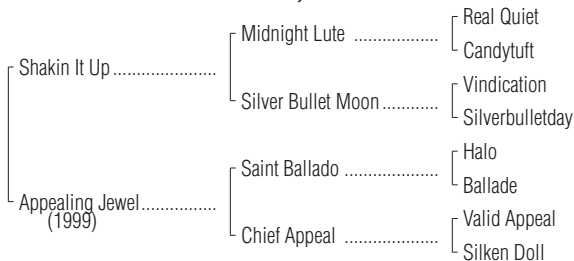 Real Quiet
Midnight Lute ..................
Candytuft
Shakin It Up ......................
Vindication
Silver Bullet Moon ............
Silverbulletday
Halo
Saint Ballado ....................
Ballade
Appealing Jewel ................
(1999)
Valid Appeal
Chief Appeal ....................
Silken Doll